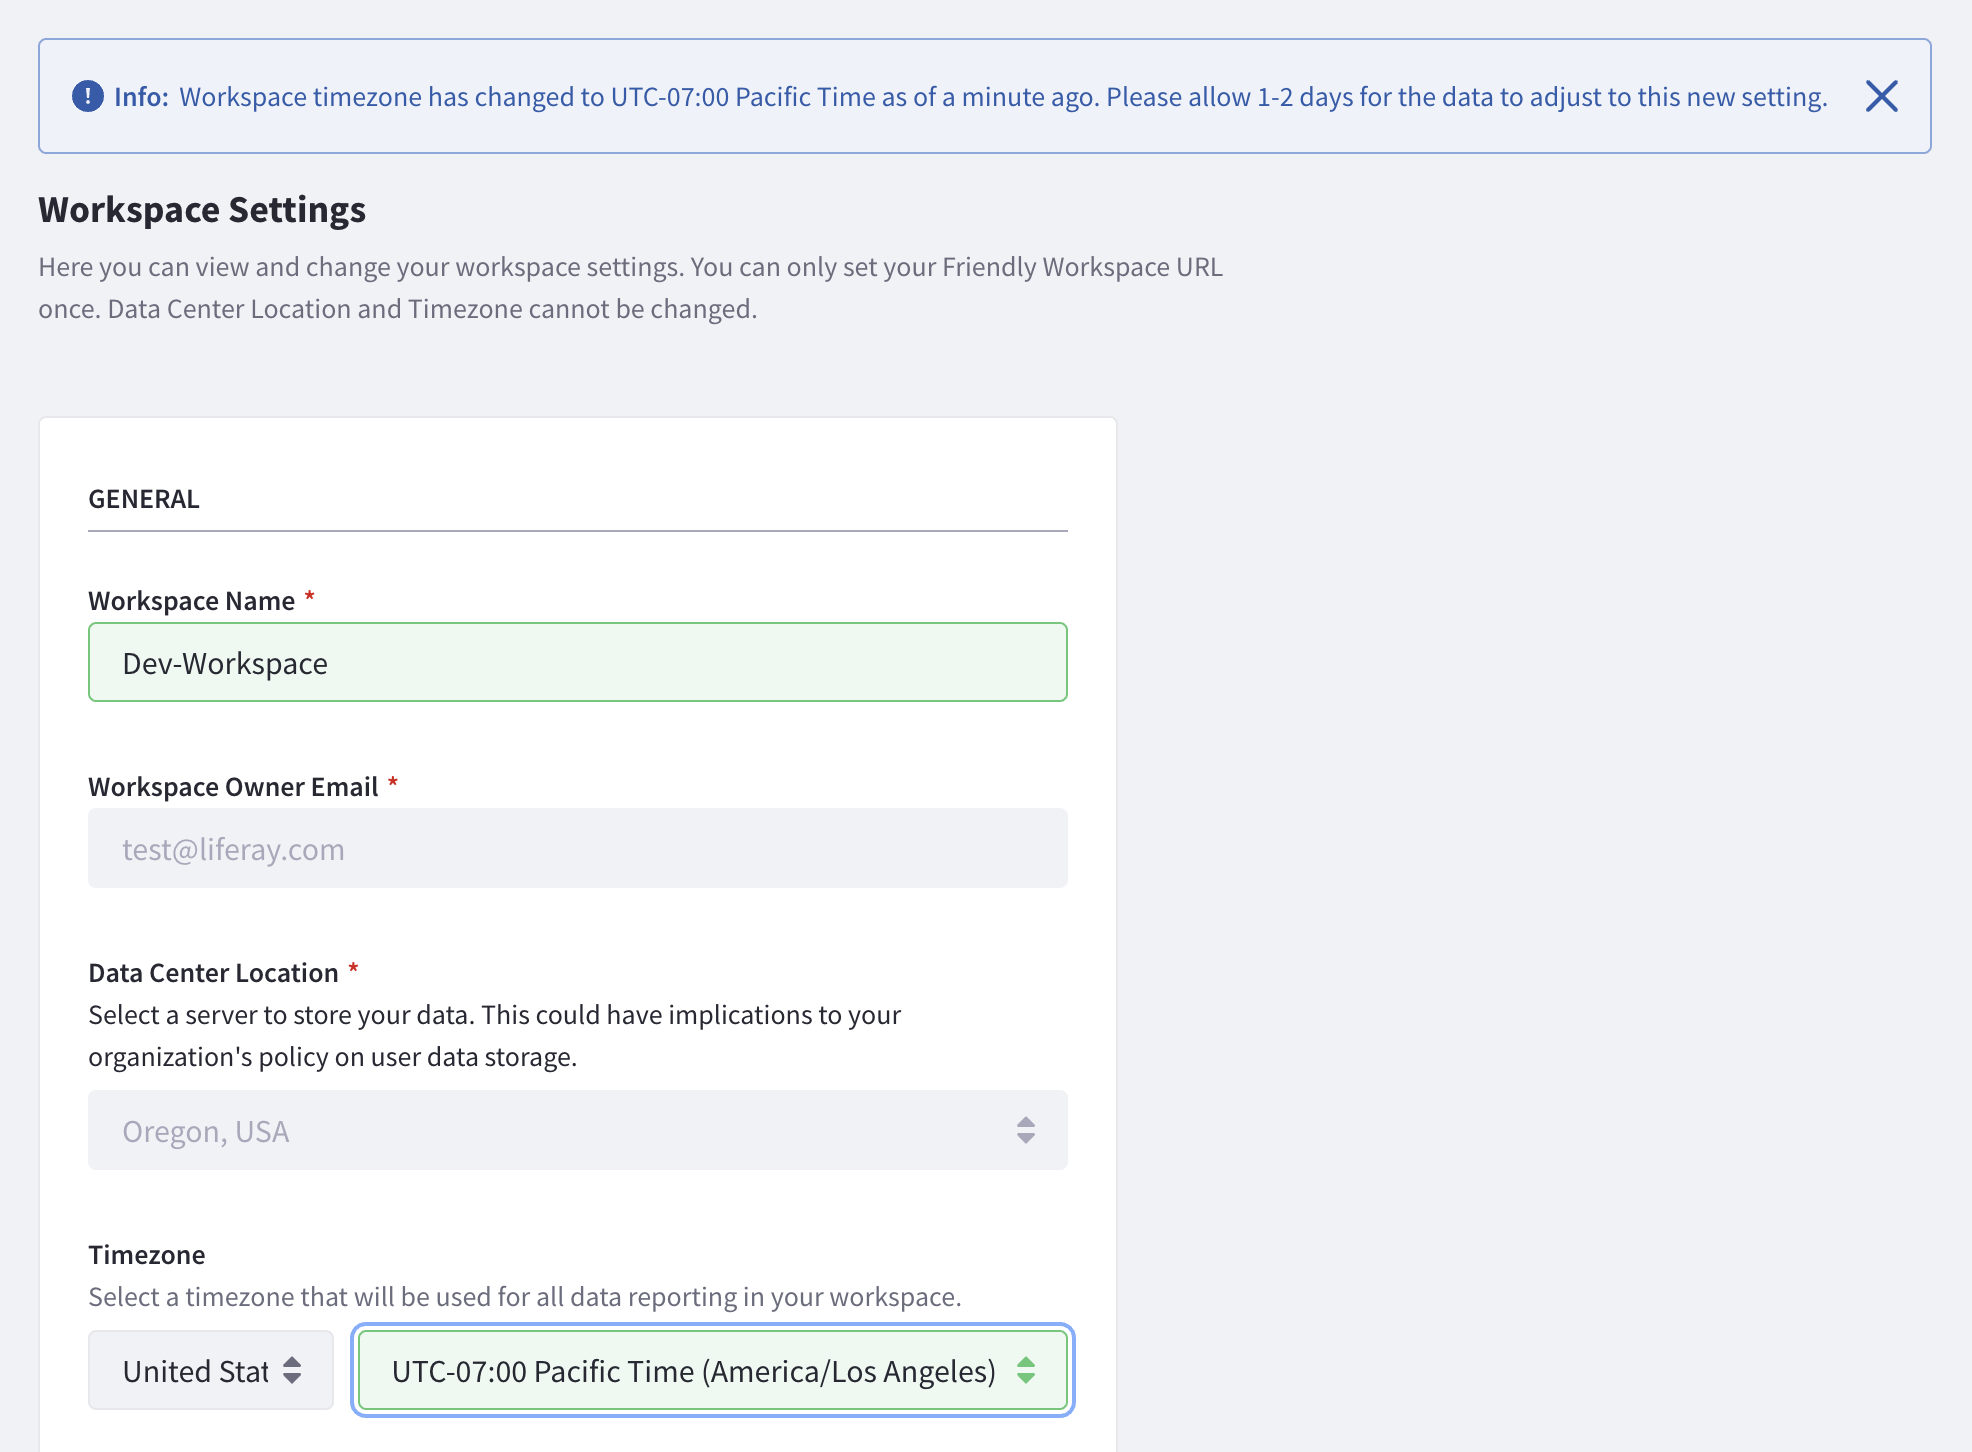 Info: Workspace timezone has changed to UTC-07:00 Pacific Time as of a minute ago. Please allow 1-2 days for the data to adjust to this new setting.
Workspace Settings
Here you can view and change your workspace settings. You can only set your Friendly Workspace URL
once. Data Center Location and Timezone cannot be changed.
GENERAL
Workspace Name *
Dev-Workspace
Workspace Owner Email *
test@liferay.com
Data Center Location *
Select a server to store your data. This could have implications to your
organization's policy on user data storage.
Oregon, USA
Timezone
Select a timezone that will be used for all data reporting in your workspace.
United Stat UTC-07:00 Pacific Time (America/Los Angeles)